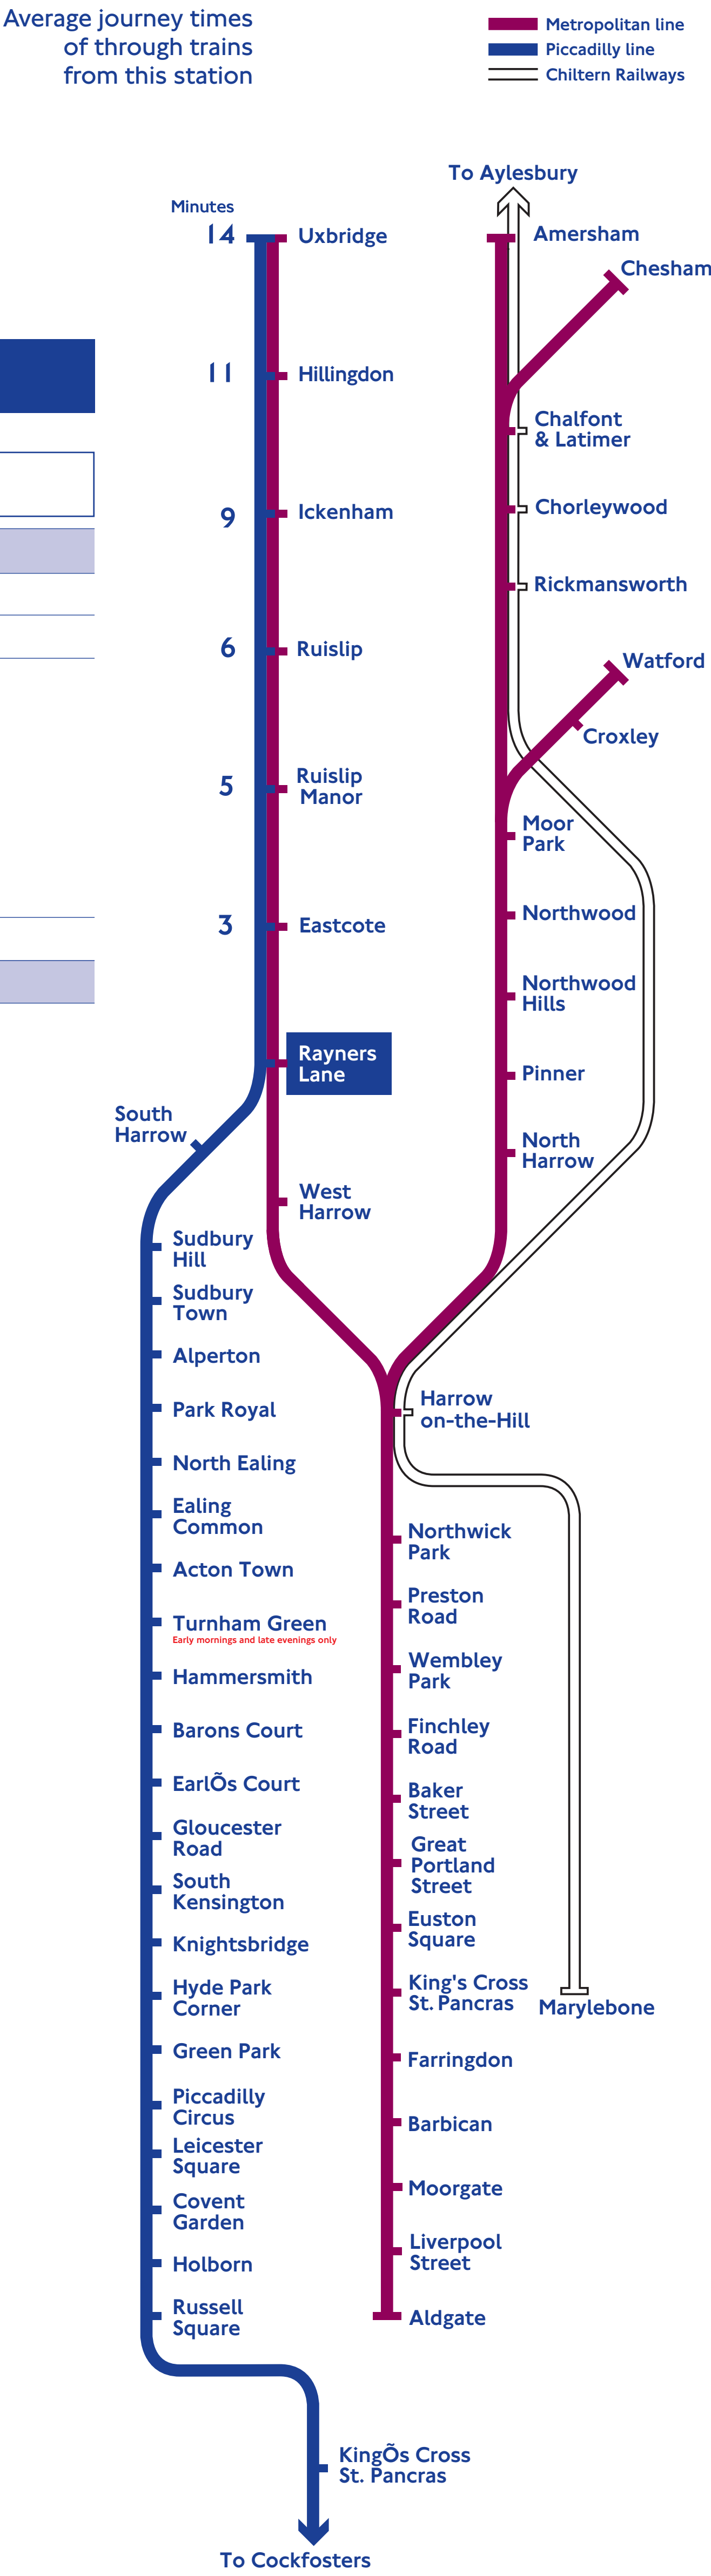 Average journey times
of through trains
from this station
Metropolitan line
Piccadilly line
Chiltern Railways
To Aylesbury
Minutes
14
Uxbridge
11
Hillingdon
9
Ickenham
6
Ruislip
5
Ruislip
Manor
3
Eastcote
Rayners
Lane
West
Harrow
Amersham
Chesham
Chalfont
& Latimer
Chorleywood
Rickmansworth
Watford
Croxley
Moor
Park
Northwood
Northwood
Hills
Pinner
North
Harrow
South
Harrow
Sudbury
Hill
Sudbury
Town
Alperton
Park Royal
North Ealing
Ealing
Common
Acton Town
Turnham Green
Early mornings and late evenings only
Hammersmith
Barons Court
EarlÕs Court
Gloucester
Road
South
Kensington
Knightsbridge
Hyde Park
Corner
Green Park
Piccadilly
Circus
Leicester
Square
Covent
Garden
Holborn
Russell
Square
KingÕs Cross
St. Pancras
To Cockfosters
Harrow
on-the-Hill
Northwick
Park
Preston
Road
Wembley
Park
Finchley
Road
Baker
Street
Great
Portland
Street
Euston
Square
King's Cross
St. Pancras
Farringdon
Barbican
Moorgate
Liverpool
Street
Aldgate
Marylebone